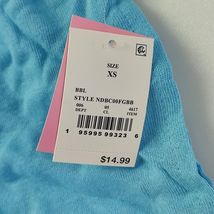 SIZE
XS
BBL
STYLE NDBC00FGBB
006 05 4617
DEPT CL ITEM
1 95995 99323 6
$14.99